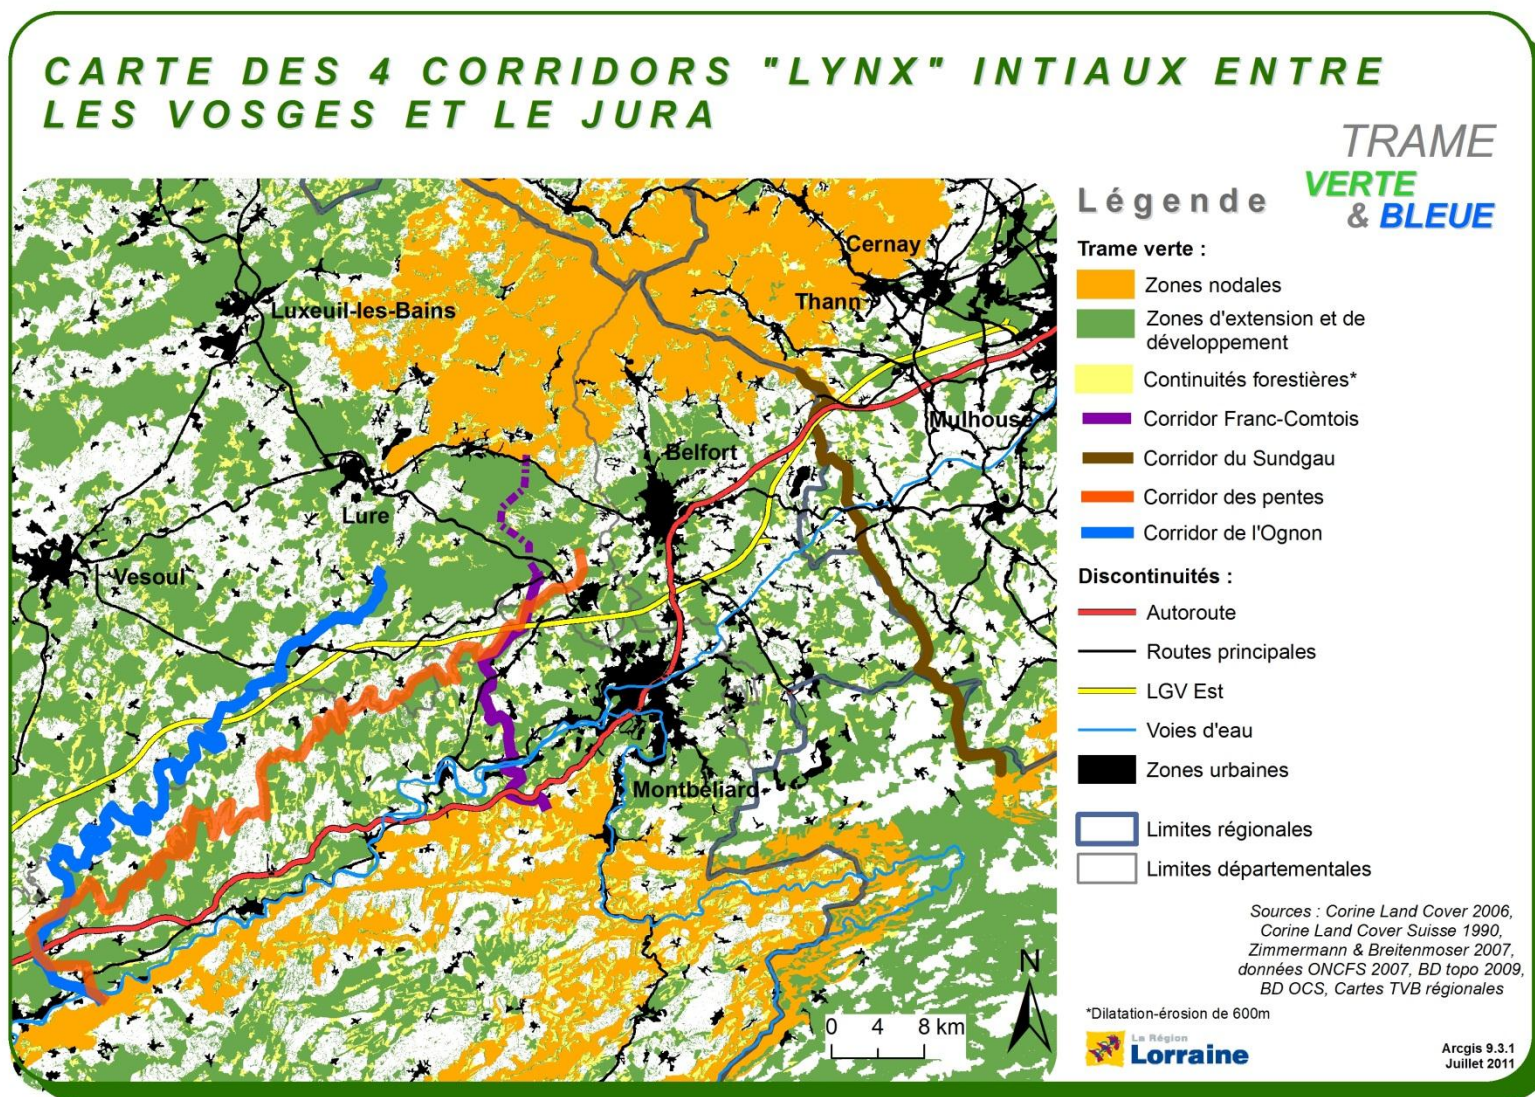 CARTE DES 4 CORRIDORS "LYNX" INTIAUX ENTRE
LES VOSGES ET LE JURA
TRAME
VERTE
& BLEUE
Légende
Trame verte :
Zones nodales
Zones d'extension et de
développement
Continuités forestières*
Corridor Franc-Comtois
Corridor du Sundgau
Corridor des pentes
Corridor de l'Ognon
Discontinuités :
Autoroute
Routes principales
LGV Est
Voies d'eau
Zones urbaines
Limites régionales
Limites départementales
Sources : Corine Land Cover 2006,
Corine Land Cover Suisse 1990,
Zimmermann & Breitenmoser 2007,
données ONCFS 2007, BD topo 2009,
BD OCS, Cartes TVB régionales
*Dilatation-érosion de 600m
La Région
Lorraine
Arcgis 9.3.1
Juillet 2011
Cernay
Thann
Luxeuil-les-Bains
Mulhouse
Belfort
Lure
Vesoul
Montbéliard
N
0 4 8 km